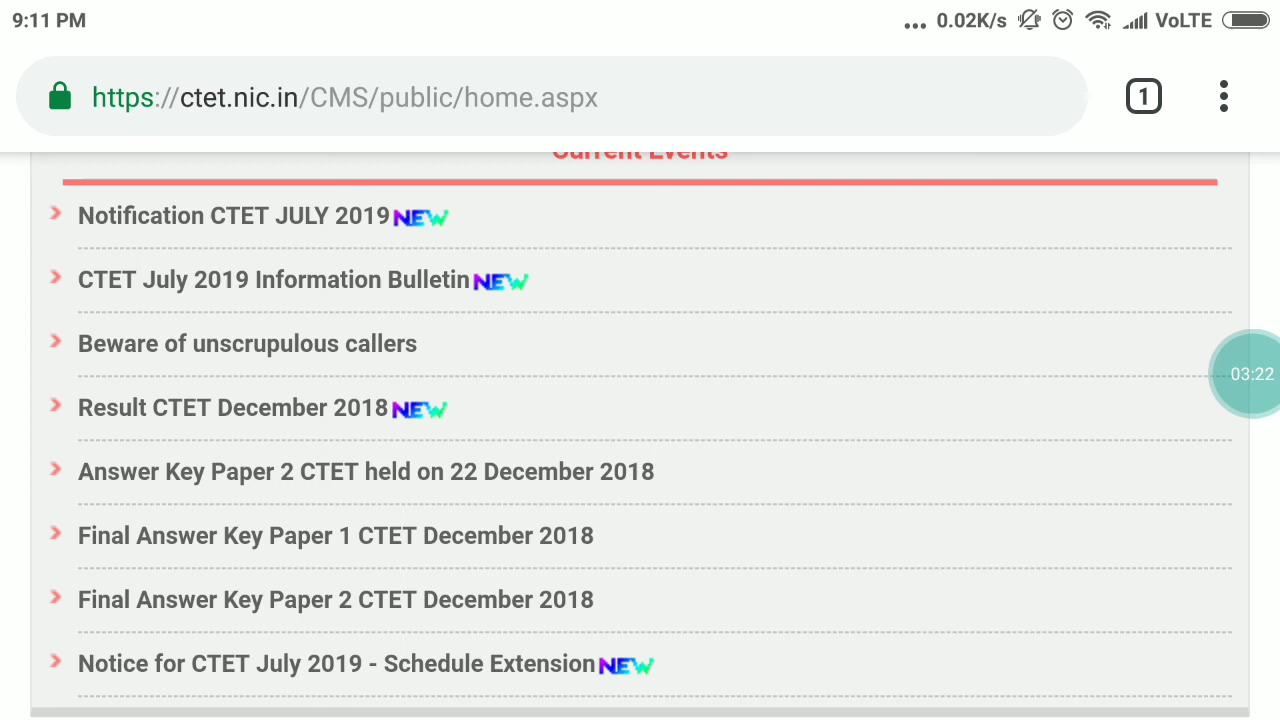 9:11 PM
... 0.02K/s VoLTE
https://ctet.nic.in/CMS/public/home.aspx
1
Current Events
Notification CTET JULY 2019 NEW
CTET July 2019 Information Bulletin NEW
Beware of unscrupulous callers
03:22
Result CTET December 2018 NEW
Answer Key Paper 2 CTET held on 22 December 2018
Final Answer Key Paper 1 CTET December 2018
Final Answer Key Paper 2 CTET December 2018
Notice for CTET July 2019 - Schedule Extension NEW